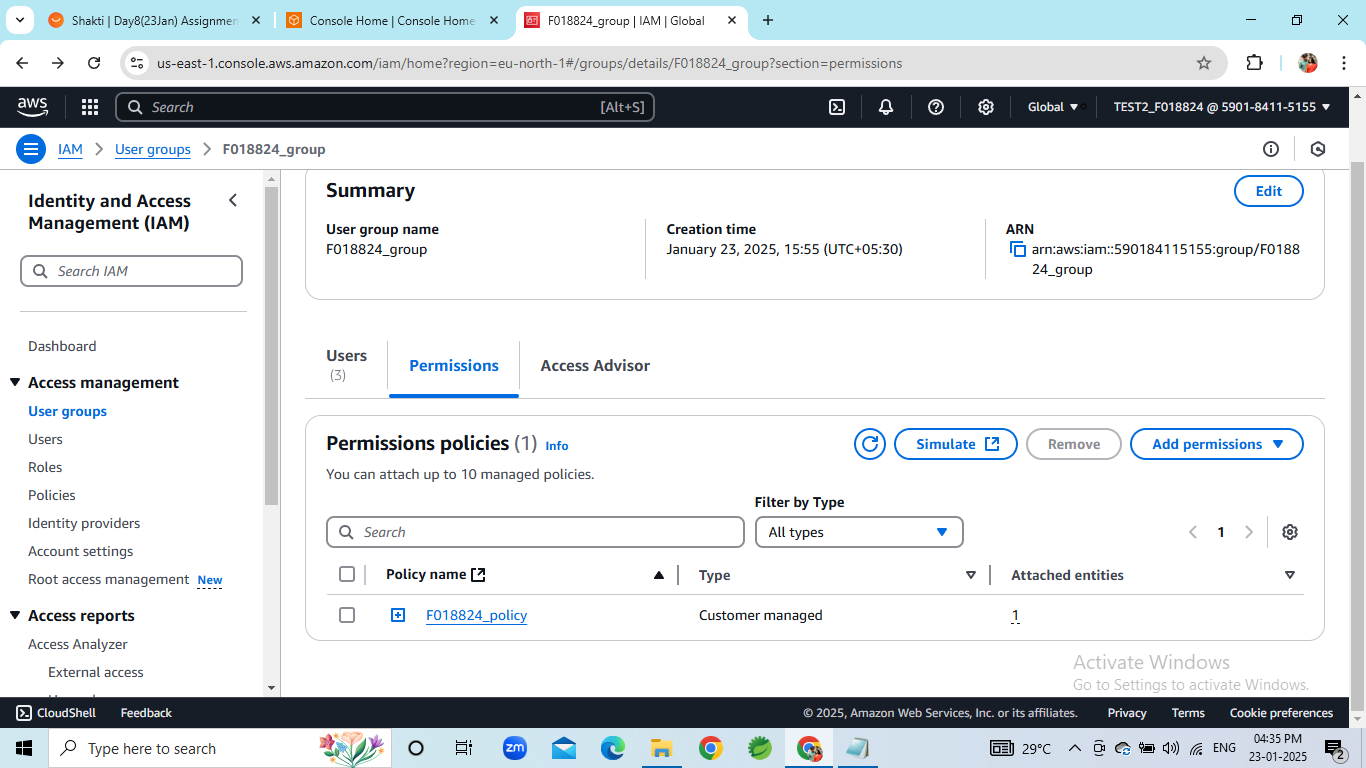 Shakti | Day8(23Jan) Assignmen
Console Home | Console Home
F018824_group | IAM | Global
us-east-1.console.aws.amazon.com/iam/home?region=eu-north-1#/groups/details/F018824_group?section=permissions
aws
Search
[Alt+S]
Global
TEST2_F018824 @ 5901-8411-5155
IAM
User groups
F018824_group
Identity and Access
Management (IAM)
Search IAM
Dashboard
Access management
User groups
Users
Roles
Policies
Identity providers
Account settings
Root access management New
Access reports
Access Analyzer
External access
Summary
Edit
User group name
F018824_group
Creation time
January 23, 2025, 15:55 (UTC+05:30)
ARN
arn:aws:iam::590184115155:group/F0188
24_group
Users
(3)
Permissions
Access Advisor
Permissions policies (1) Info
You can attach up to 10 managed policies.
Simulate
Remove
Add permissions
Filter by Type
Search
All types
1
Policy name
Type
Attached entities
F018824_policy
Customer managed
1
Activate Windows
Go to Settings to activate Windows.
CloudShell
Feedback
© 2025, Amazon Web Services, Inc. or its affiliates.
Privacy
Terms
Cookie preferences
Type here to search
zm
29°C
ENG
04:35 PM
23-01-2025
2